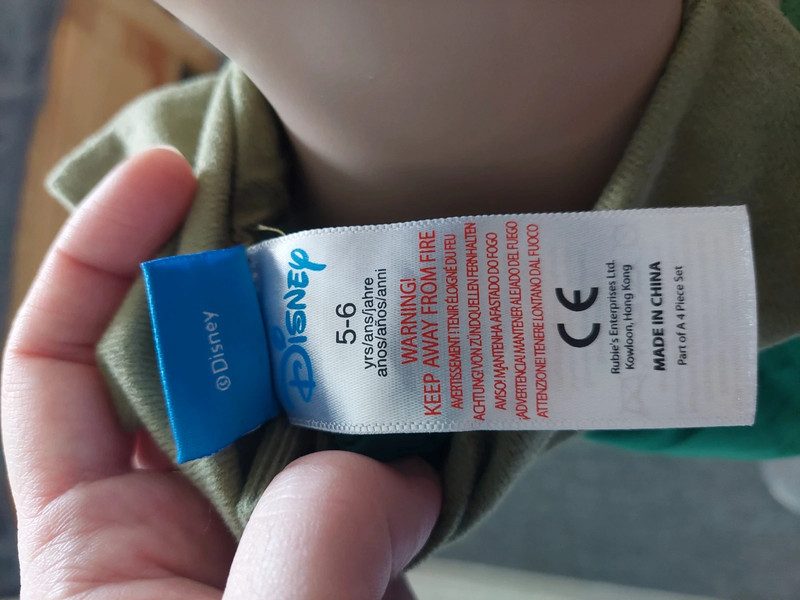 ©Disney
Disney
5-6
yrs/ans/jahre
anos/años/anni
WARNING!
KEEP AWAY FROM FIRE
AVERTISSEMENT! TENIR ÉLOIGNÉ DU FEU
ACHTUNG! VON ZÜNDQUELLEN FERNHALTEN
AVISO! MANTENHA AFASTADO DO FOGO
¡ADVERTENCIA! MANTENER ALEJADO DEL FUEGO
ATTENZIONE! TENERE LONTANO DAL FUOCO
CE
Rubie's Enterprises Ltd.
Kowloon, Hong Kong
MADE IN CHINA
Part of A 4 Piece Set